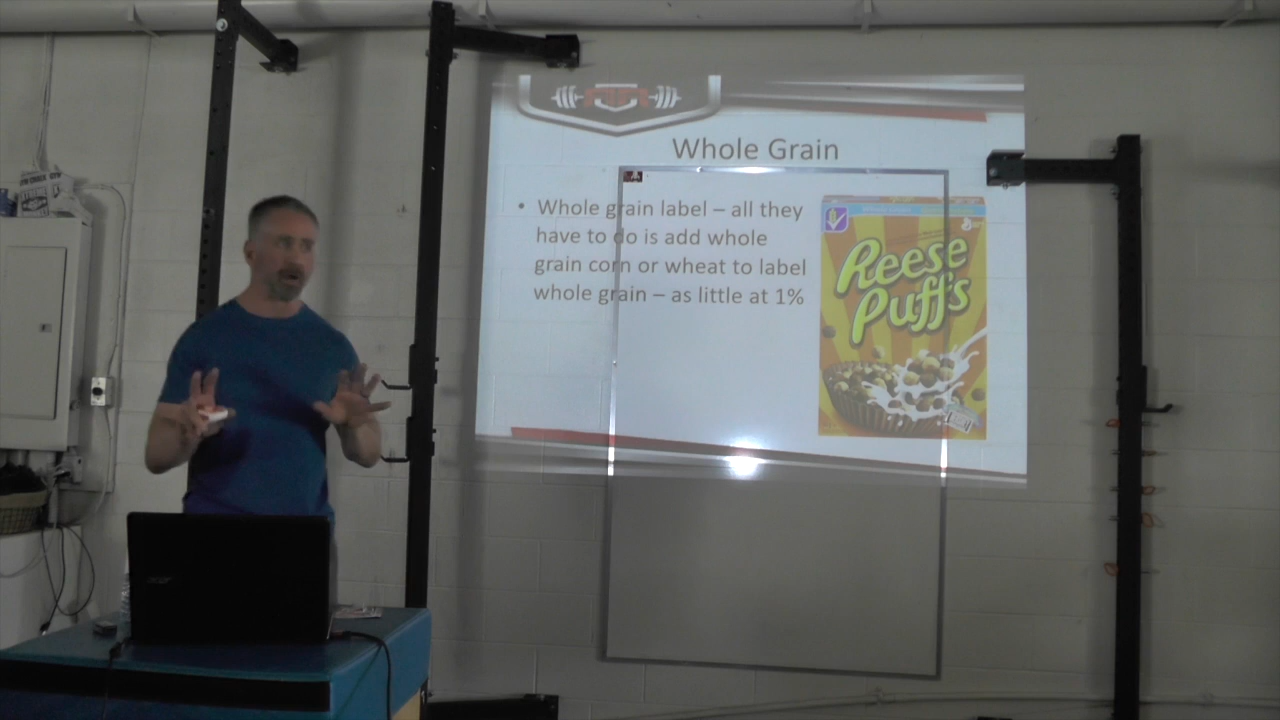 Whole Grain
• Whole grain label – all they
have to do is add whole
grain corn or wheat to label
whole grain – as little at 1%
Reese
Puffs
acer